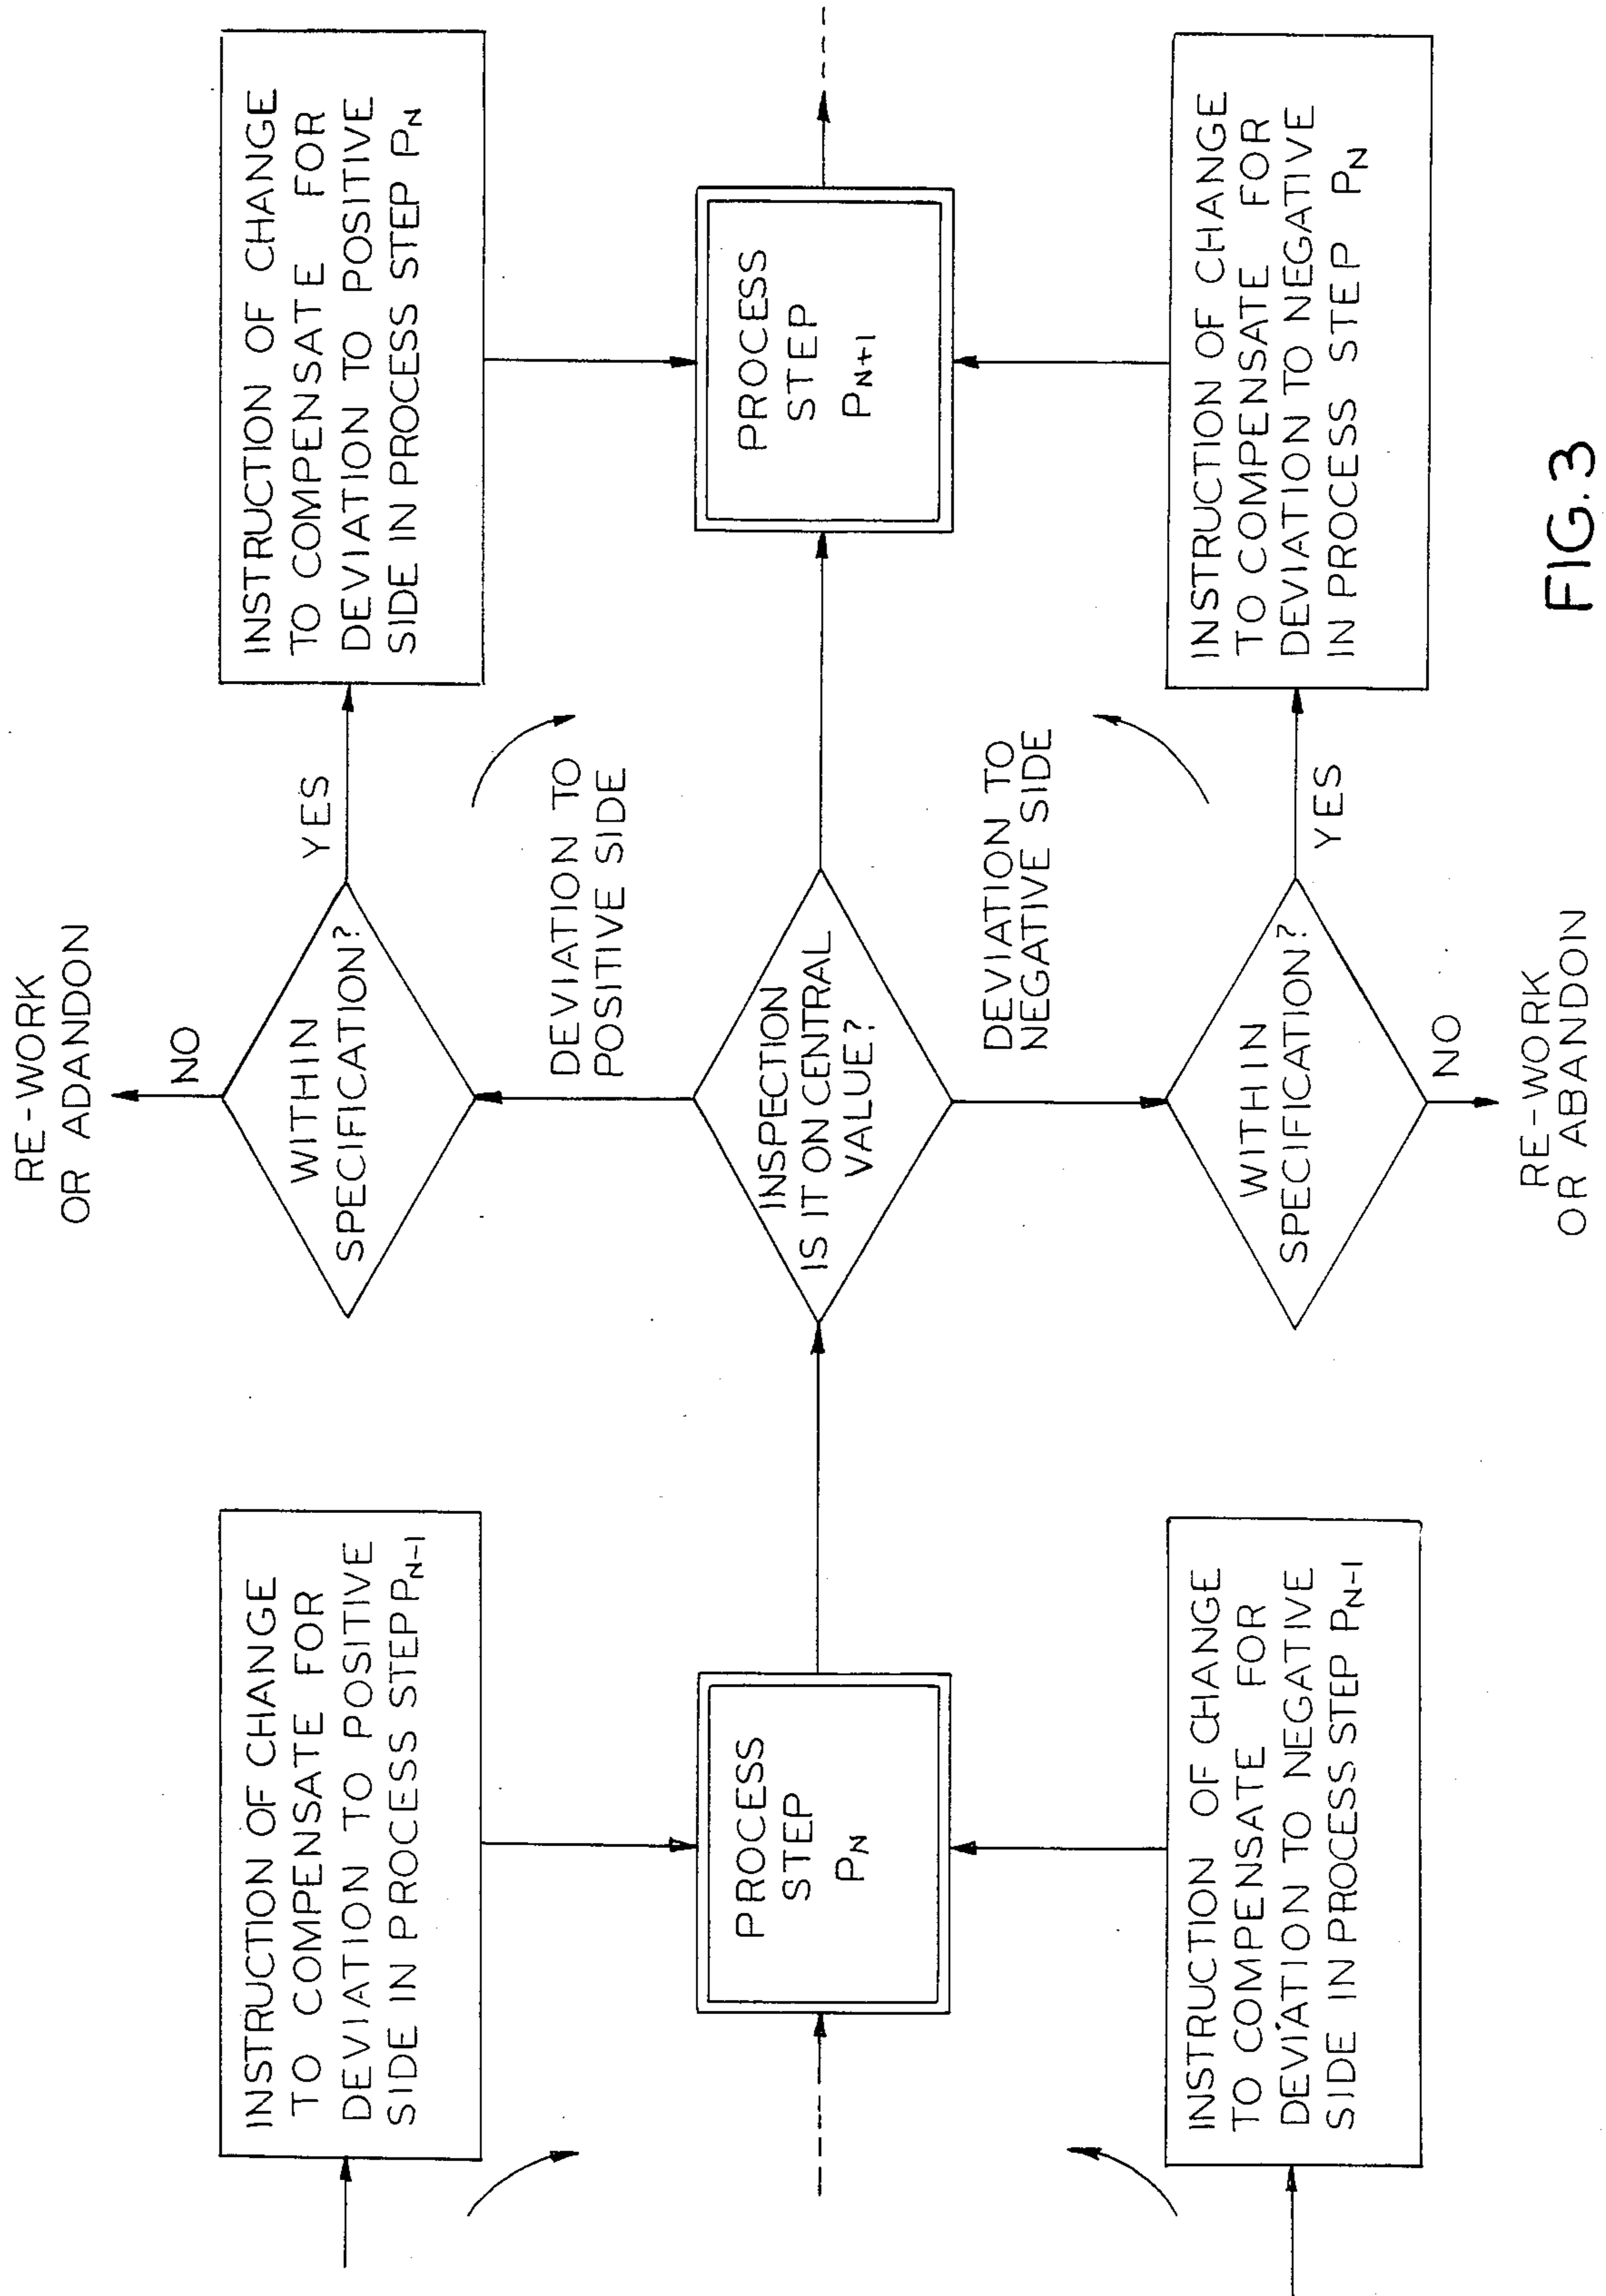 RE-WORK
OR ADANDON
NO
WITHIN
SPECIFICATION?
YES
INSTRUCTION OF CHANGE
TO COMPENSATE FOR
DEVIATION TO POSITIVE
SIDE IN PROCESS STEP PN-1
INSTRUCTION OF CHANGE
TO COMPENSATE FOR
DEVIATION TO POSITIVE
SIDE IN PROCESS STEP PN
DEVIATION TO
POSITIVE SIDE
PROCESS
STEP
PN
INSPECTION
IS IT ON CENTRAL
VALUE?
PROCESS
STEP
PN+1
DEVIATION TO
NEGATIVE SIDE
INSTRUCTION OF CHANGE
TO COMPENSATE FOR
DEVIATION TO NEGATIVE
SIDE IN PROCESS STEP PN-1
WITHIN
SPECIFICATION?
YES
INSTRUCTION OF CHANGE
TO COMPENSATE FOR
DEVIATION TO NEGATIVE
IN PROCESS STEP PN
NO
RE-WORK
OR ABANDON
FIG. 3